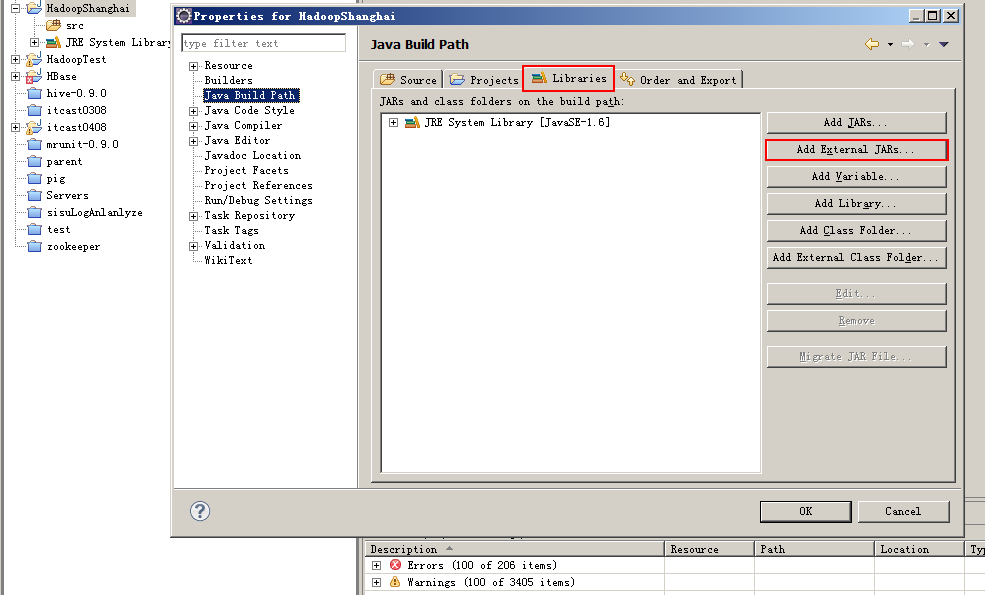 HadoopShanghai
src
JRE System Library
HadoopTest
HBase
hive-0.9.0
itcast0308
itcast0408
mrunit-0.9.0
parent
pig
Servers
sisuLogAnlanlyze
test
zookeeper
Properties for HadoopShanghai
type filter text
Resource
Builders
Java Build Path
Java Code Style
Java Compiler
Java Editor
Javadoc Location
Project Facets
Project References
Run/Debug Settings
Task Repository
Task Tags
Validation
WikiText
Java Build Path
Source Projects Libraries Order and Export
JARs and class folders on the build path:
JRE System Library [JavaSE-1.6]
Add JARs...
Add External JARs...
Add Variable...
Add Library...
Add Class Folder...
Add External Class Folder...
Edit...
Remove
Migrate JAR File...
?
OK Cancel
Description Resource Path Location Ty
Errors (100 of 206 items)
Warnings (100 of 3405 items)